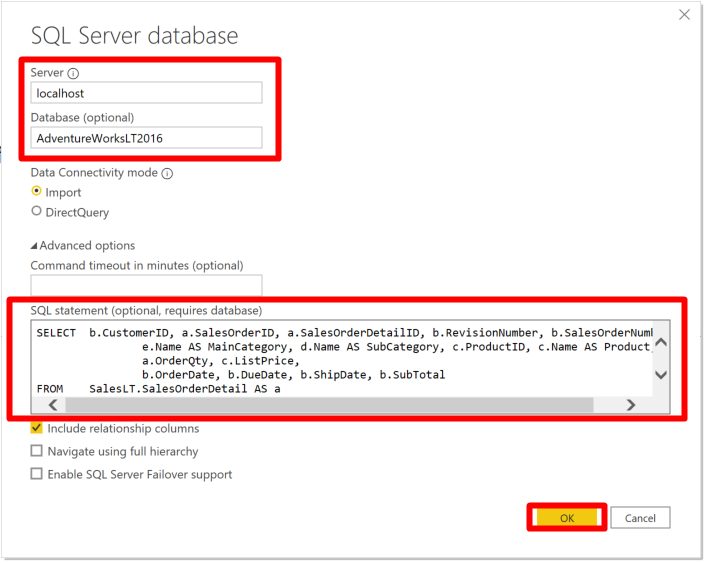 SQL Server database
Server
localhost
Database (optional)
AdventureWorksLT2016
Data Connectivity mode
Import
DirectQuery
Advanced options
Command timeout in minutes (optional)
SQL statement (optional, requires database)
SELECT b.CustomerID, a.SalesOrderID, a.SalesOrderDetailID, b.RevisionNumber, b.SalesOrderNum
e.Name AS MainCategory, d.Name AS SubCategory, c.ProductID, c.Name AS Product
a.OrderQty, c.ListPrice,
b.OrderDate, b.DueDate, b.ShipDate, b.SubTotal
FROM SalesLT.SalesOrderDetail AS a
Include relationship columns
Navigate using full hierarchy
Enable SQL Server Failover support
OK Cancel